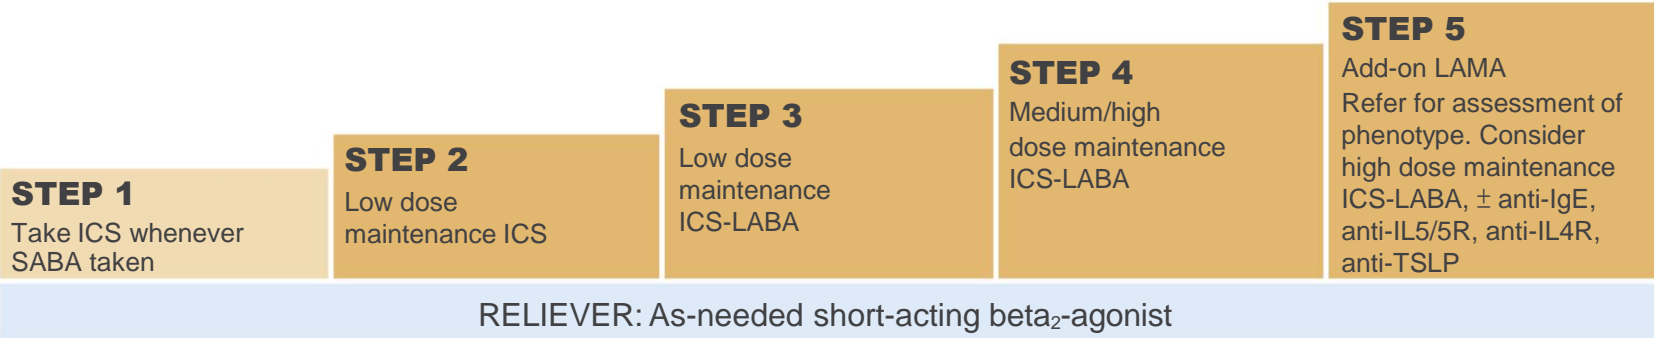 STEP 1
Take ICS whenever
SABA taken
STEP 2
Low dose
maintenance ICS
STEP 3
Low dose
maintenance
ICS-LABA
STEP 4
Medium/high
dose maintenance
ICS-LABA
STEP 5
Add-on LAMA
Refer for assessment of
phenotype. Consider
high dose maintenance
ICS-LABA, ± anti-IgE,
anti-IL5/5R, anti-IL4R,
anti-TSLP
RELIEVER: As-needed short-acting beta₂-agonist